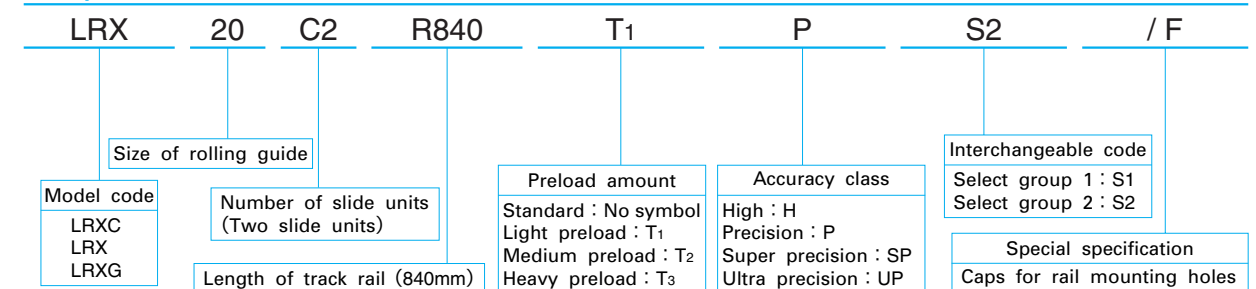 LRX 20 C2 R840 T1 P S2 / F
Size of rolling guide
Model code
LRXC
LRX
LRXG
Number of slide units
(Two slide units)
Length of track rail (840mm)
Preload amount
Standard：No symbol
Light preload：T1
Medium preload：T2
Heavy preload：T3
Accuracy class
High：H
Precision：P
Super precision：SP
Ultra precision：UP
Interchangeable code
Select group 1：S1
Select group 2：S2
Special specification
Caps for rail mounting holes